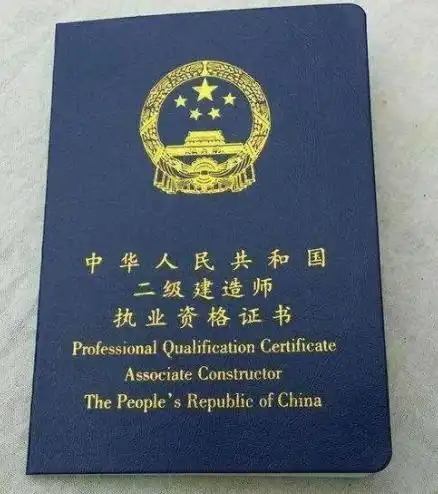 中华人民共和国
二级建造师
执业资格证书
Professional Qualification Certificate
Associate Constructor
The People's Republic of China